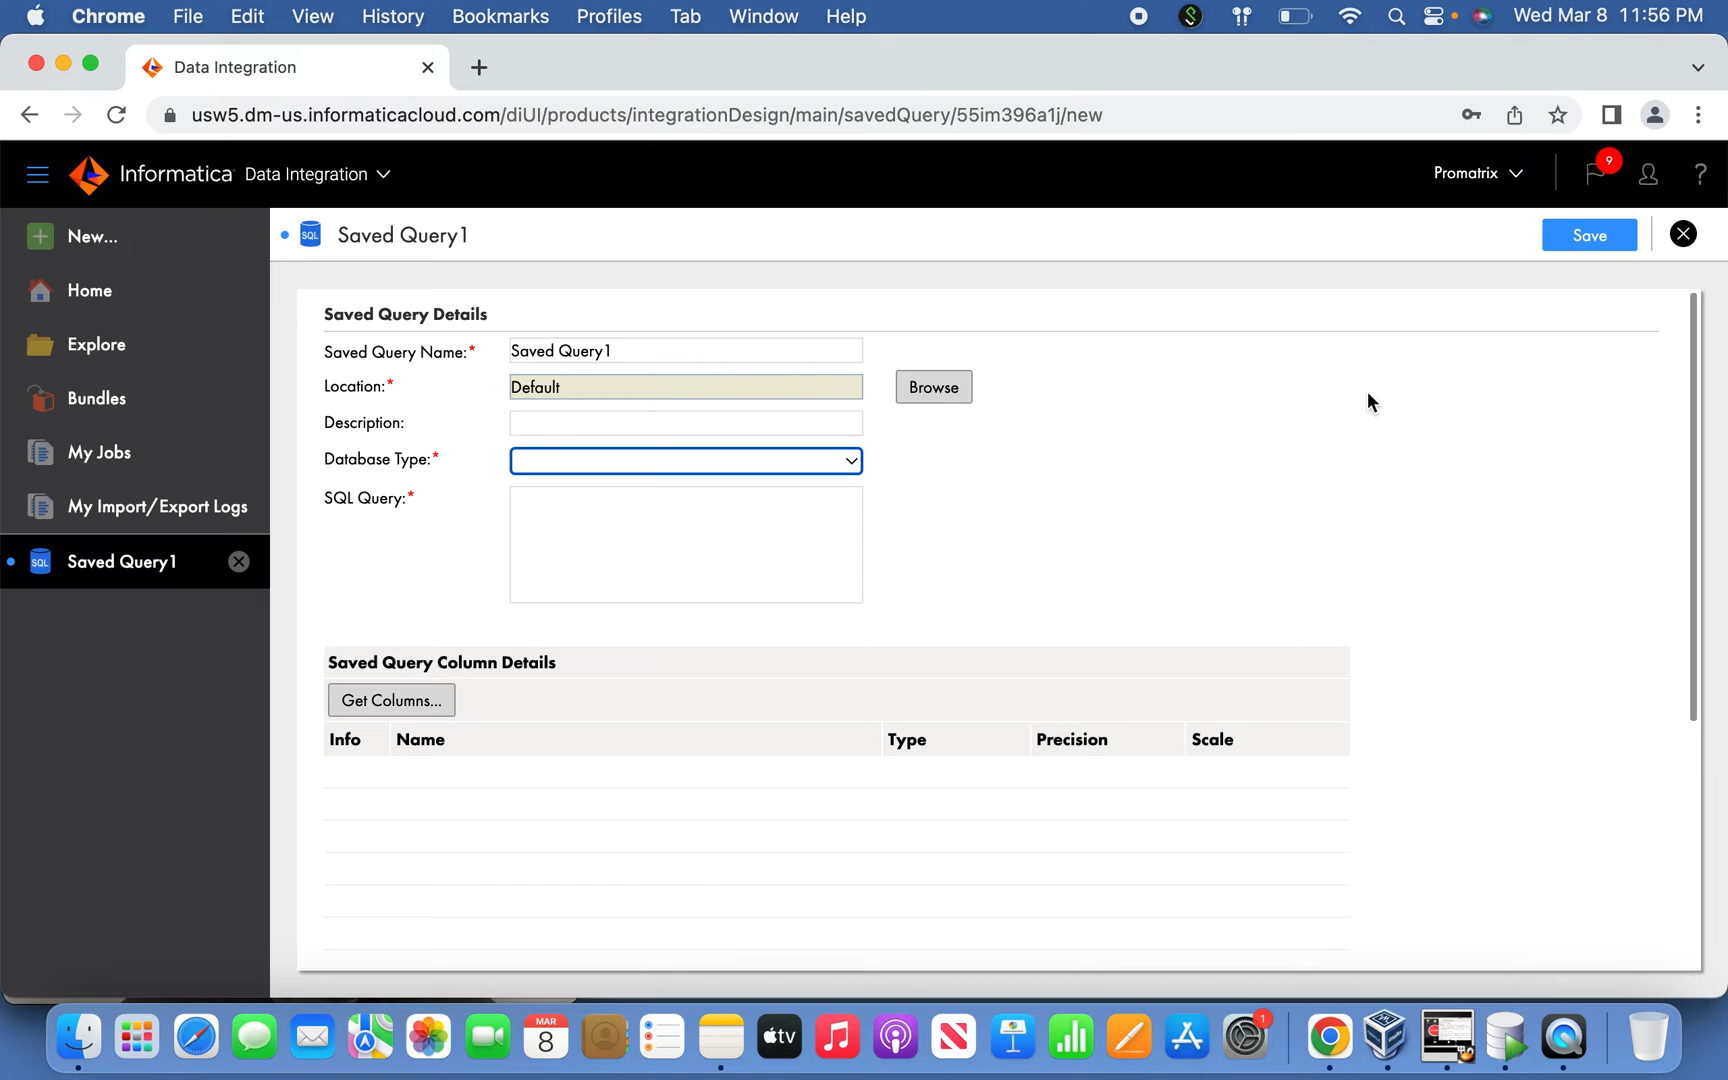 Chrome File Edit View History Bookmarks Profiles Tab Window Help Wed Mar 8 11:56 PM
Data Integration
usw5.dm-us.informaticacloud.com/diUI/products/integrationDesign/main/savedQuery/55im396a1j/new
Informatica Data Integration Promatrix 9 ?
New...
SQL Saved Query1 Save
Home
Explore
Bundles
My Jobs
My Import/Export Logs
SQL Saved Query1
Saved Query Details
Saved Query Name:* Saved Query1
Location:* Default Browse
Description:
Database Type:*
SQL Query:*
Saved Query Column Details
Get Columns...
Info Name Type Precision Scale
MAR
8
tv
1